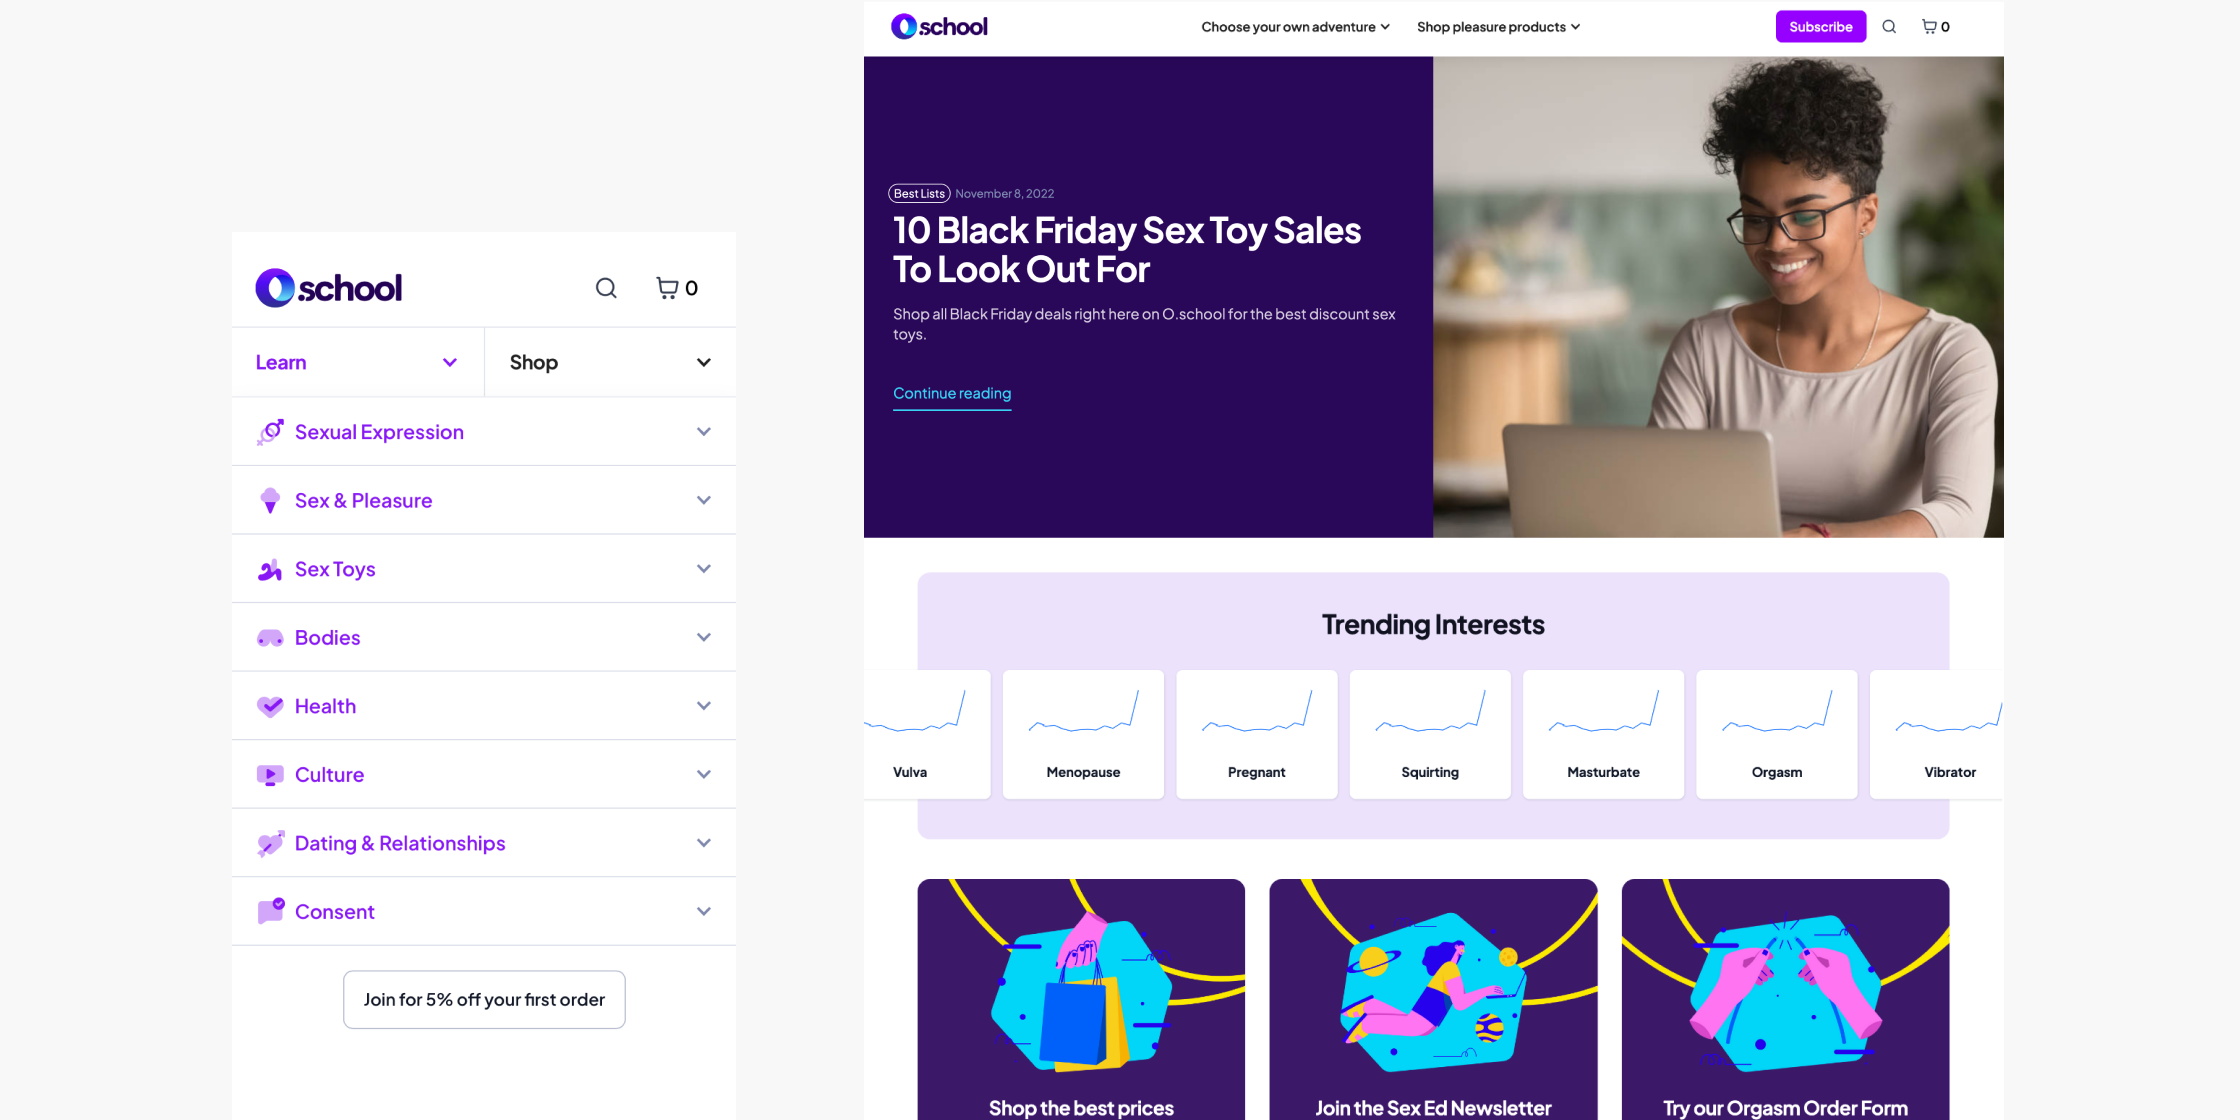 O.school
0
Learn
Shop
Sexual Expression
Sex & Pleasure
Sex Toys
Bodies
Health
Culture
Dating & Relationships
Consent
Join for 5% off your first order
O.school
Choose your own adventure
Shop pleasure products
Subscribe
0
Best Lists
November 8, 2022
10 Black Friday Sex Toy Sales
To Look Out For
Shop all Black Friday deals right here on O.school for the best discount sex
toys.
Continue reading
Trending Interests
Vulva
Menopause
Pregnant
Squirting
Masturbate
Orgasm
Vibrator
Shop the best prices
Join the Sex Ed Newsletter
Try our Orgasm Order Form